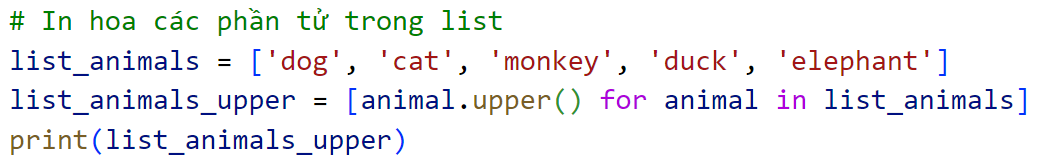 # In hoa các phần tử trong list
list_animals = ['dog', 'cat', 'monkey', 'duck', 'elephant']
list_animals_upper = [animal.upper() for animal in list_animals]
print(list_animals_upper)